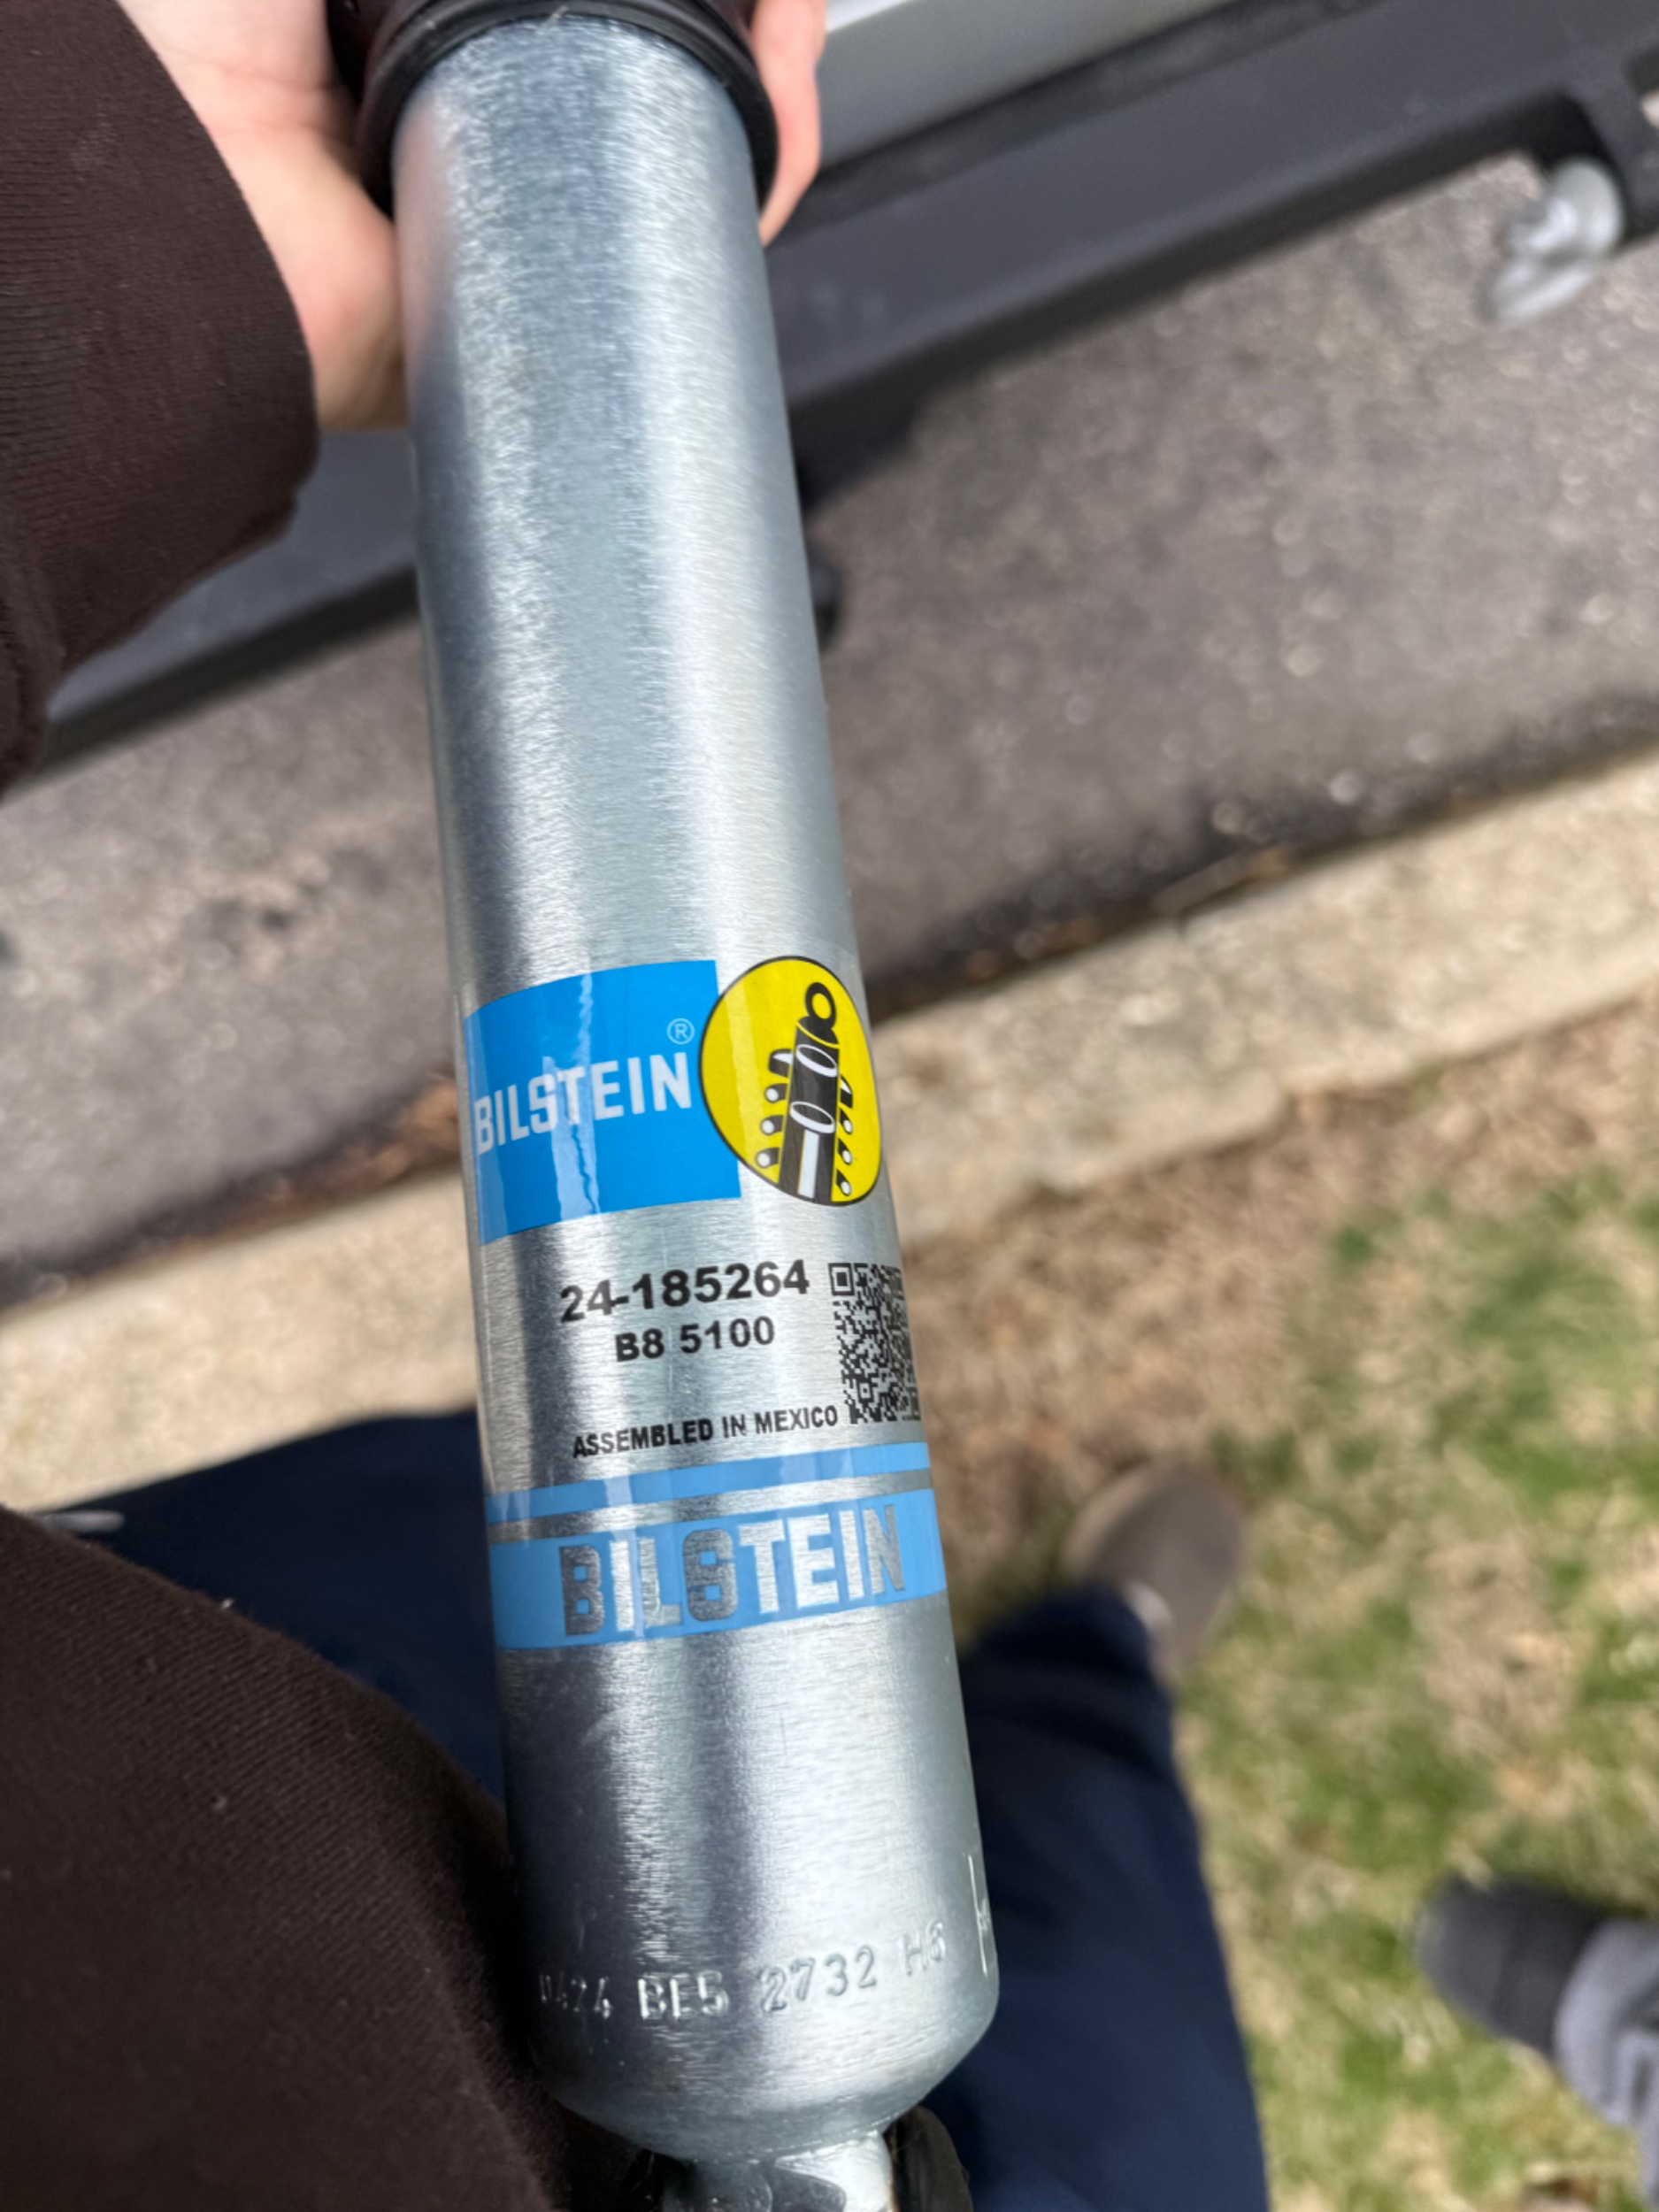 BILSTEIN®
24-185264
B8 5100
ASSEMBLED IN MEXICO
BILSTEIN
BE5 2732 H6